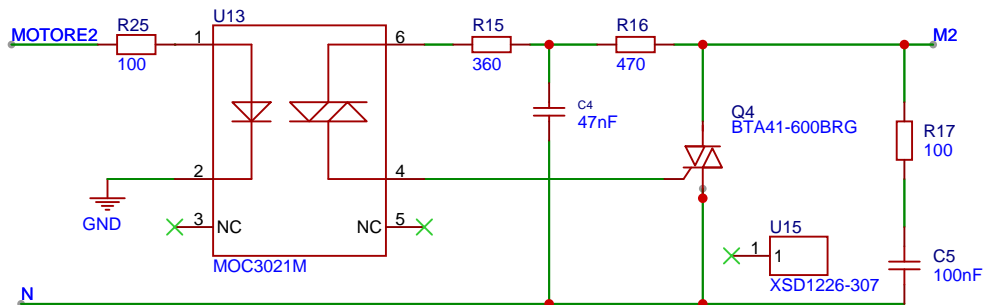 U13
MOTORE2
R25
100
1
6
R15
360
R16
470
M2
C4
47nF
Q4
BTA41-600BRG
R17
100
2
4
GND
3
NC
NC
5
MOC3021M
U15
1
1
XSD1226-307
C5
100nF
N